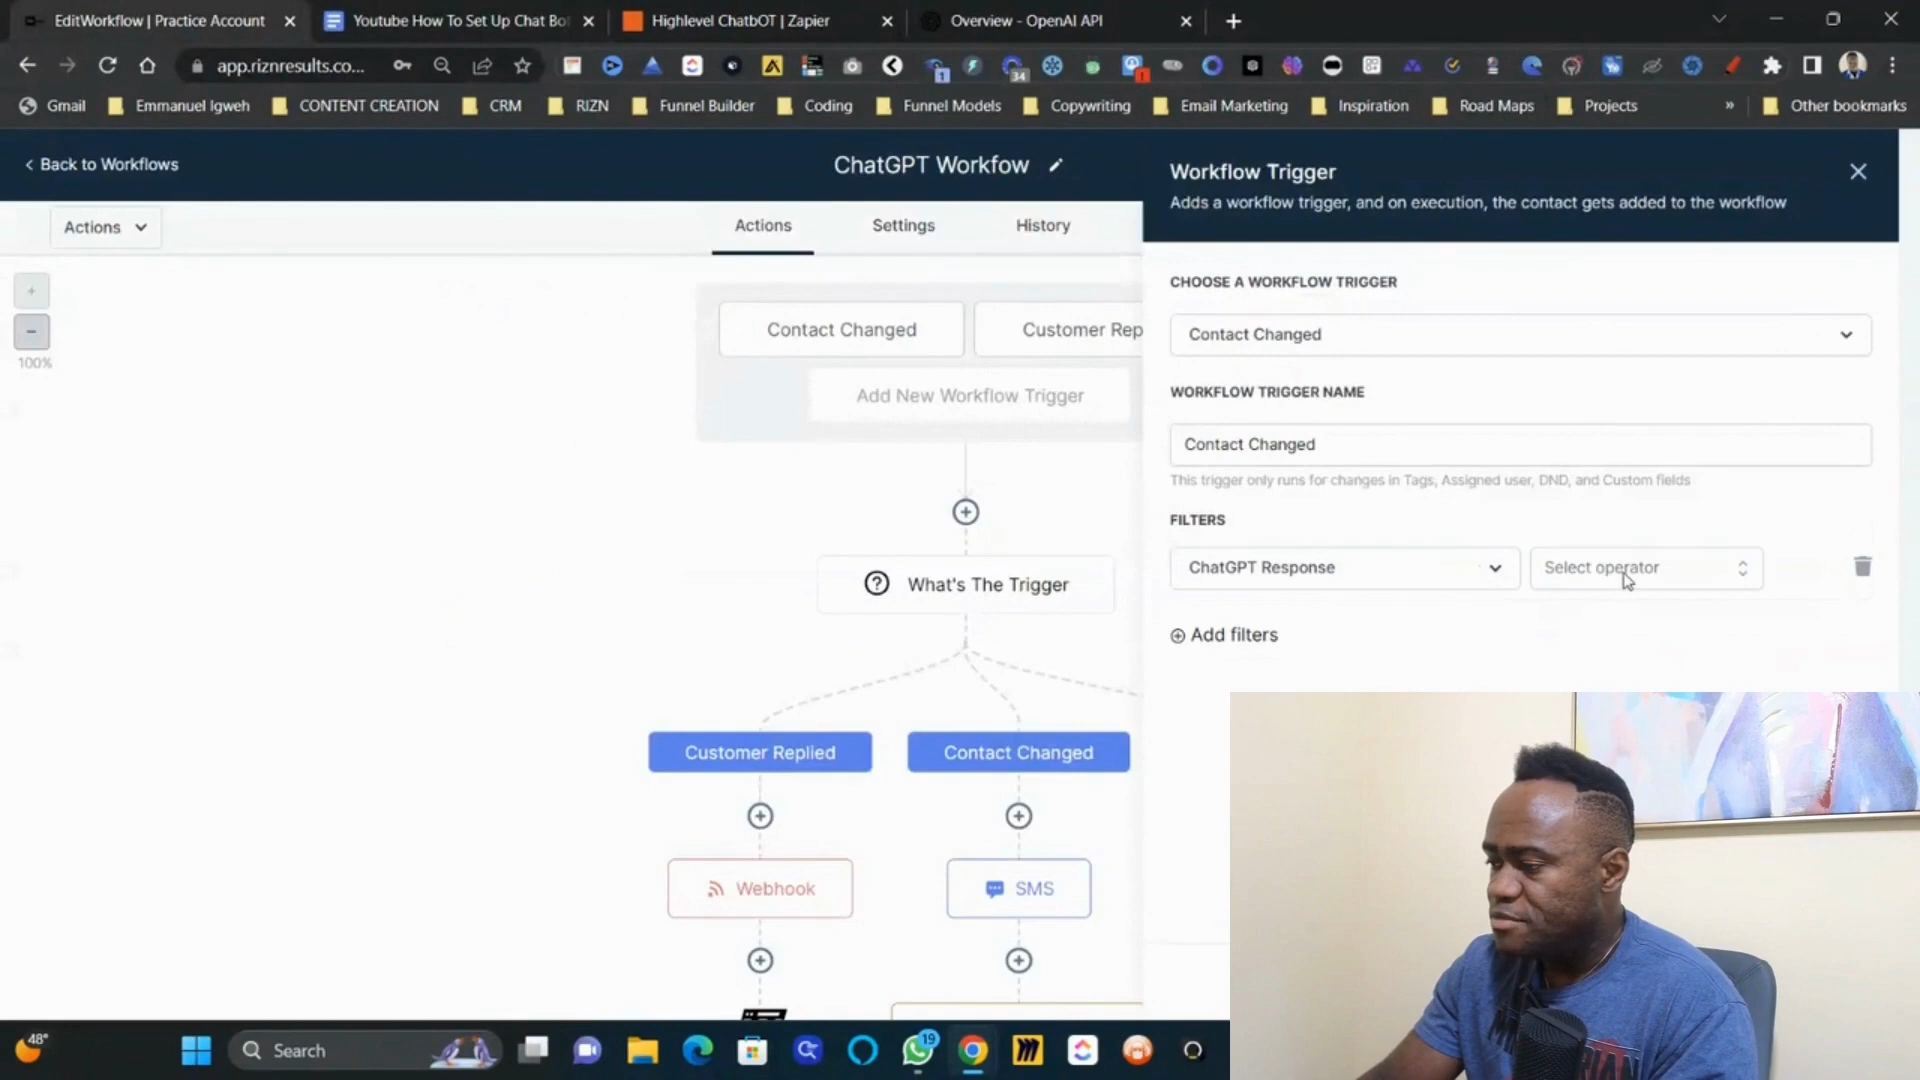 EditWorkflow | Practice Account
Youtube How To Set Up Chat Bo
Highlevel ChatbOT | Zapier
Overview - OpenAI API
app.riznresults.co...
1
34
Gmail
Emmanuel Igweh
CONTENT CREATION
CRM
RIZN
Funnel Builder
Coding
Funnel Models
Copywriting
Email Marketing
Inspiration
Road Maps
Projects
»
Other bookmarks
< Back to Workflows
ChatGPT Workfow
Workflow Trigger
Adds a workflow trigger, and on execution, the contact gets added to the workflow
Actions
Actions
Settings
History
100%
Contact Changed
Customer Rep
Add New Workflow Trigger
What's The Trigger
Customer Replied
Contact Changed
Webhook
SMS
CHOOSE A WORKFLOW TRIGGER
Contact Changed
WORKFLOW TRIGGER NAME
Contact Changed
This trigger only runs for changes in Tags, Assigned user, DND, and Custom fields
FILTERS
ChatGPT Response
Select operator
Add filters
48°
Search
19